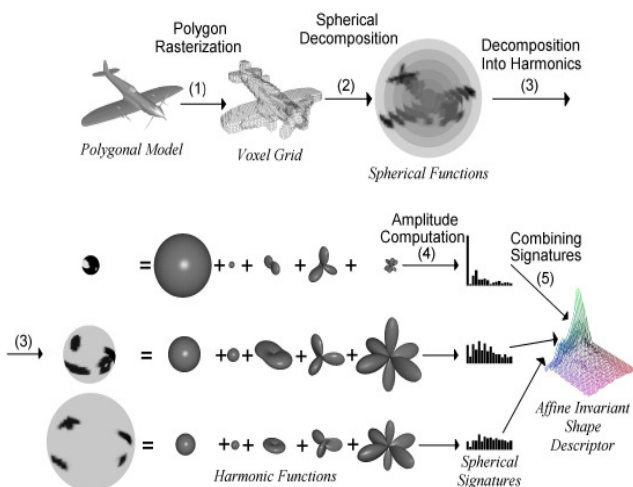 Polygon
Rasterization
(1)
Spherical
Decomposition
(2)
Decomposition
Into Harmonics
(3)
Polygonal Model
Voxel Grid
Spherical Functions
Amplitude
Computation
(4)
Combining
Signatures
(5)
= + + + +
(3)
= + + + +
= + + + +
Affine Invariant
Shape
Descriptor
Harmonic Functions
Spherical
Signatures